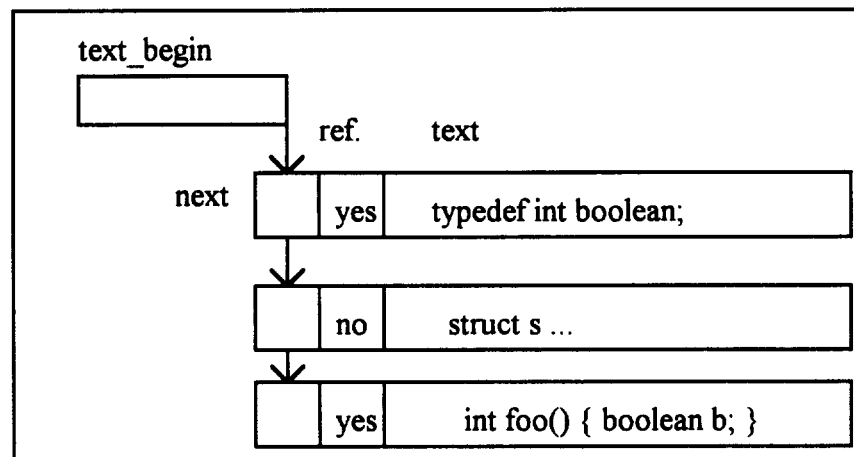 text_begin
ref. text
next yes typedef int boolean;
no struct s ...
yes int foo() { boolean b; }